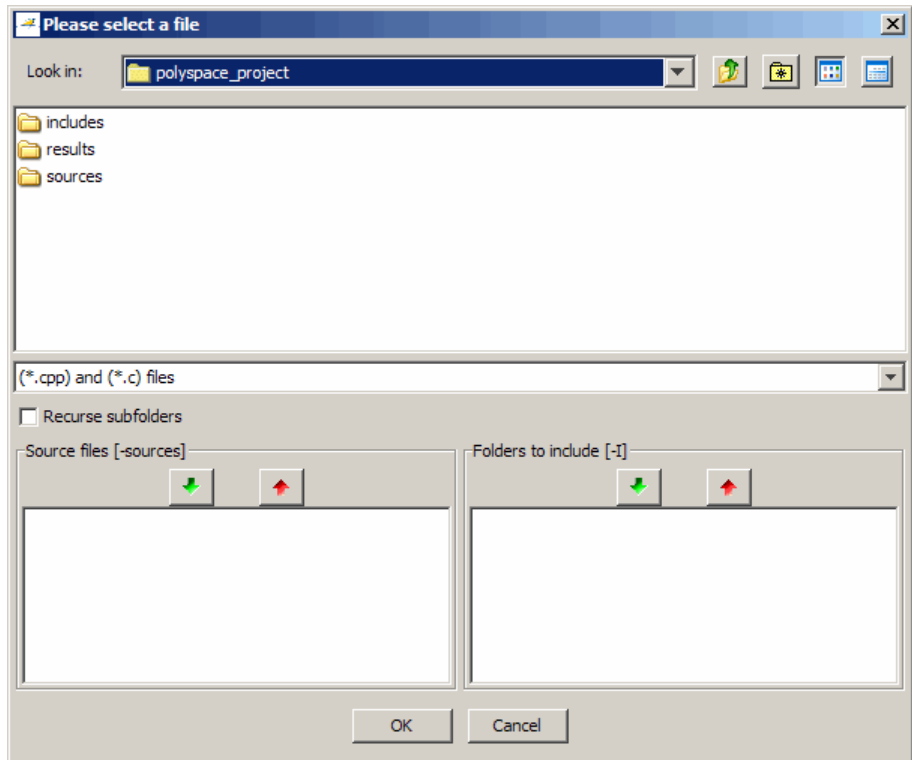 Please select a file
Look in: polyspace_project
includes
results
sources
(*.cpp) and (*.c) files
Recurse subfolders
Source files [-sources] Folders to include [-I]
OK Cancel